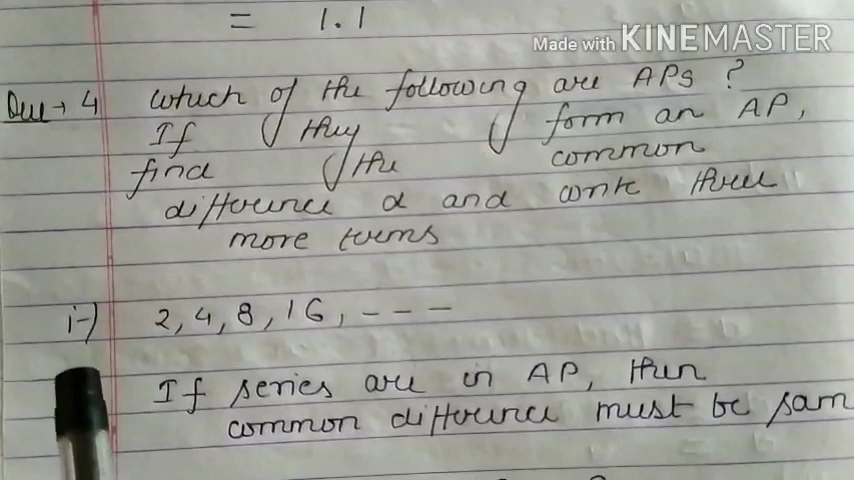 = 1.1
Made with KINEMASTER
Que → 4 which of the following are APs ?
If they form an AP,
find the common
difference d and write three
more terms
i-) 2, 4, 8, 16, - - -
If series are in AP, then
common difference must be sam